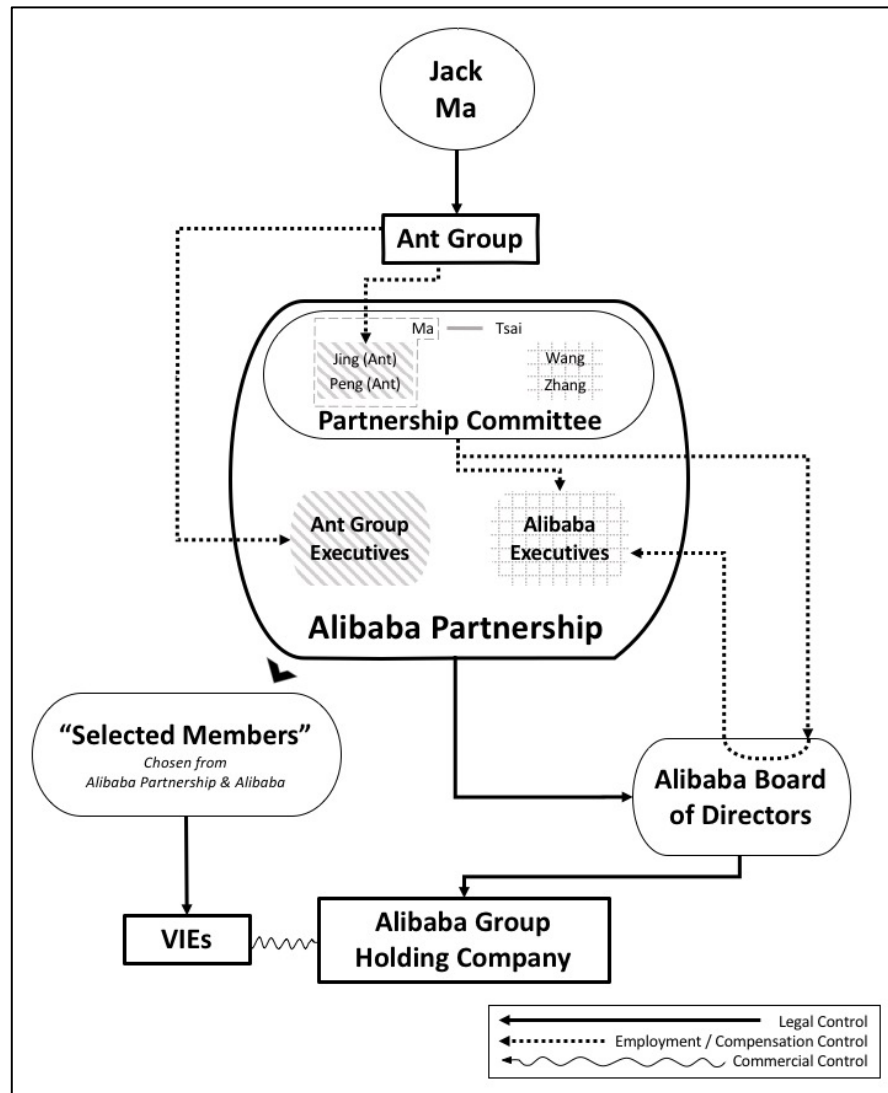 Jack
Ma
Ant Group
Ma
Tsai
Jing (Ant)
Peng (Ant)
Wang
Zhang
Partnership Committee
Ant Group
Executives
Alibaba
Executives
Alibaba Partnership
“Selected Members”
Chosen from
Alibaba Partnership & Alibaba
Alibaba Board
of Directors
VIEs
Alibaba Group
Holding Company
Legal Control
Employment / Compensation Control
Commercial Control